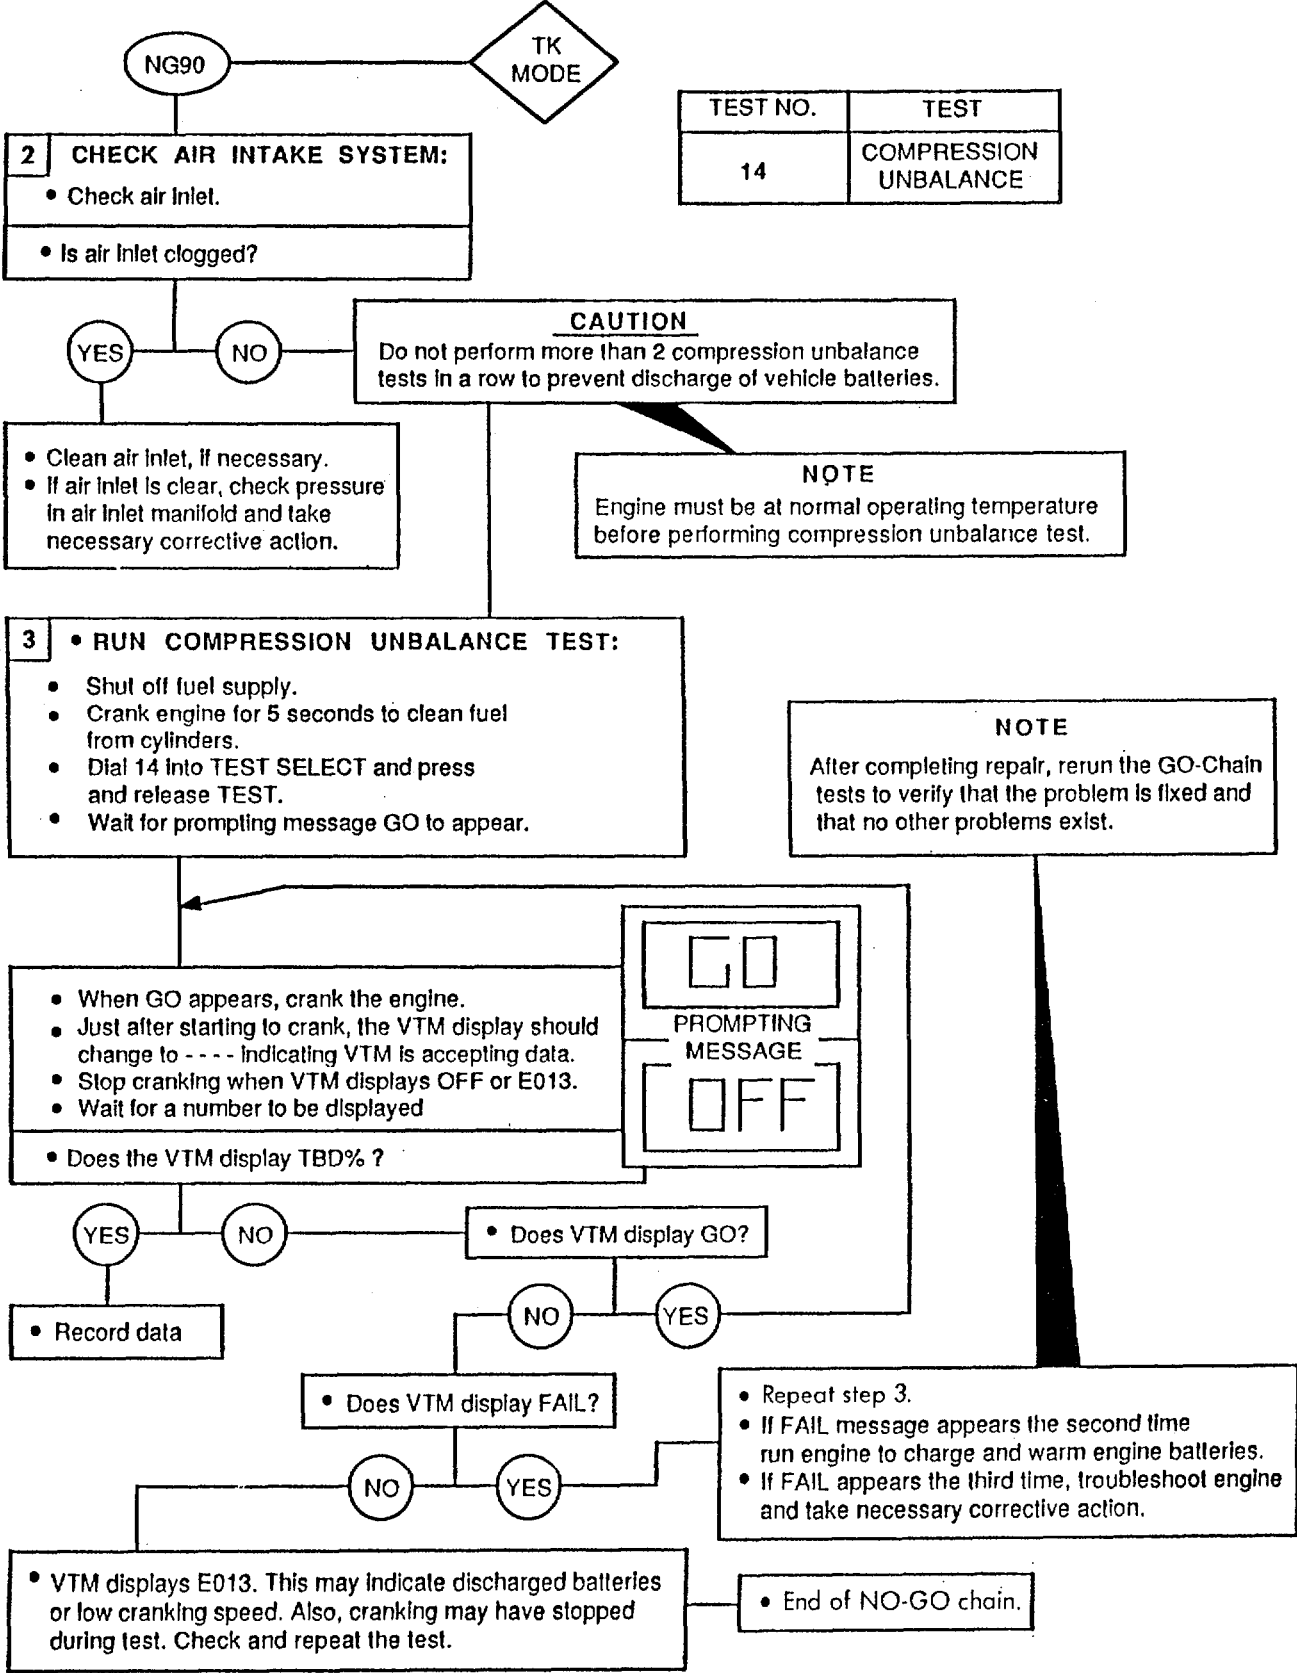 NG90
TK
MODE
TEST NO.
TEST
14
COMPRESSION
UNBALANCE
2
CHECK AIR INTAKE SYSTEM:
• Check air inlet.
• Is air inlet clogged?
YES
NO
CAUTION
Do not perform more than 2 compression unbalance
tests in a row to prevent discharge of vehicle batteries.
• Clean air inlet, if necessary.
• If air inlet is clear, check pressure
in air inlet manifold and take
necessary corrective action.
NOTE
Engine must be at normal operating temperature
before performing compression unbalance test.
3
• RUN COMPRESSION UNBALANCE TEST:
• Shut off fuel supply.
• Crank engine for 5 seconds to clean fuel
from cylinders.
• Dial 14 into TEST SELECT and press
and release TEST.
• Wait for prompting message GO to appear.
NOTE
After completing repair, rerun the GO-Chain
tests to verify that the problem is fixed and
that no other problems exist.
• When GO appears, crank the engine.
• Just after starting to crank, the VTM display should
change to - - - - indicating VTM is accepting data.
• Stop cranking when VTM displays OFF or E013.
• Wait for a number to be displayed
GO
PROMPTING
MESSAGE
OFF
• Does the VTM display TBD% ?
YES
NO
• Does VTM display GO?
• Record data
NO
YES
• Does VTM display FAIL?
• Repeat step 3.
• If FAIL message appears the second time
run engine to charge and warm engine batteries.
• If FAIL appears the third time, troubleshoot engine
and take necessary corrective action.
NO
YES
• VTM displays E013. This may indicate discharged batteries
or low cranking speed. Also, cranking may have stopped
during test. Check and repeat the test.
• End of NO-GO chain.